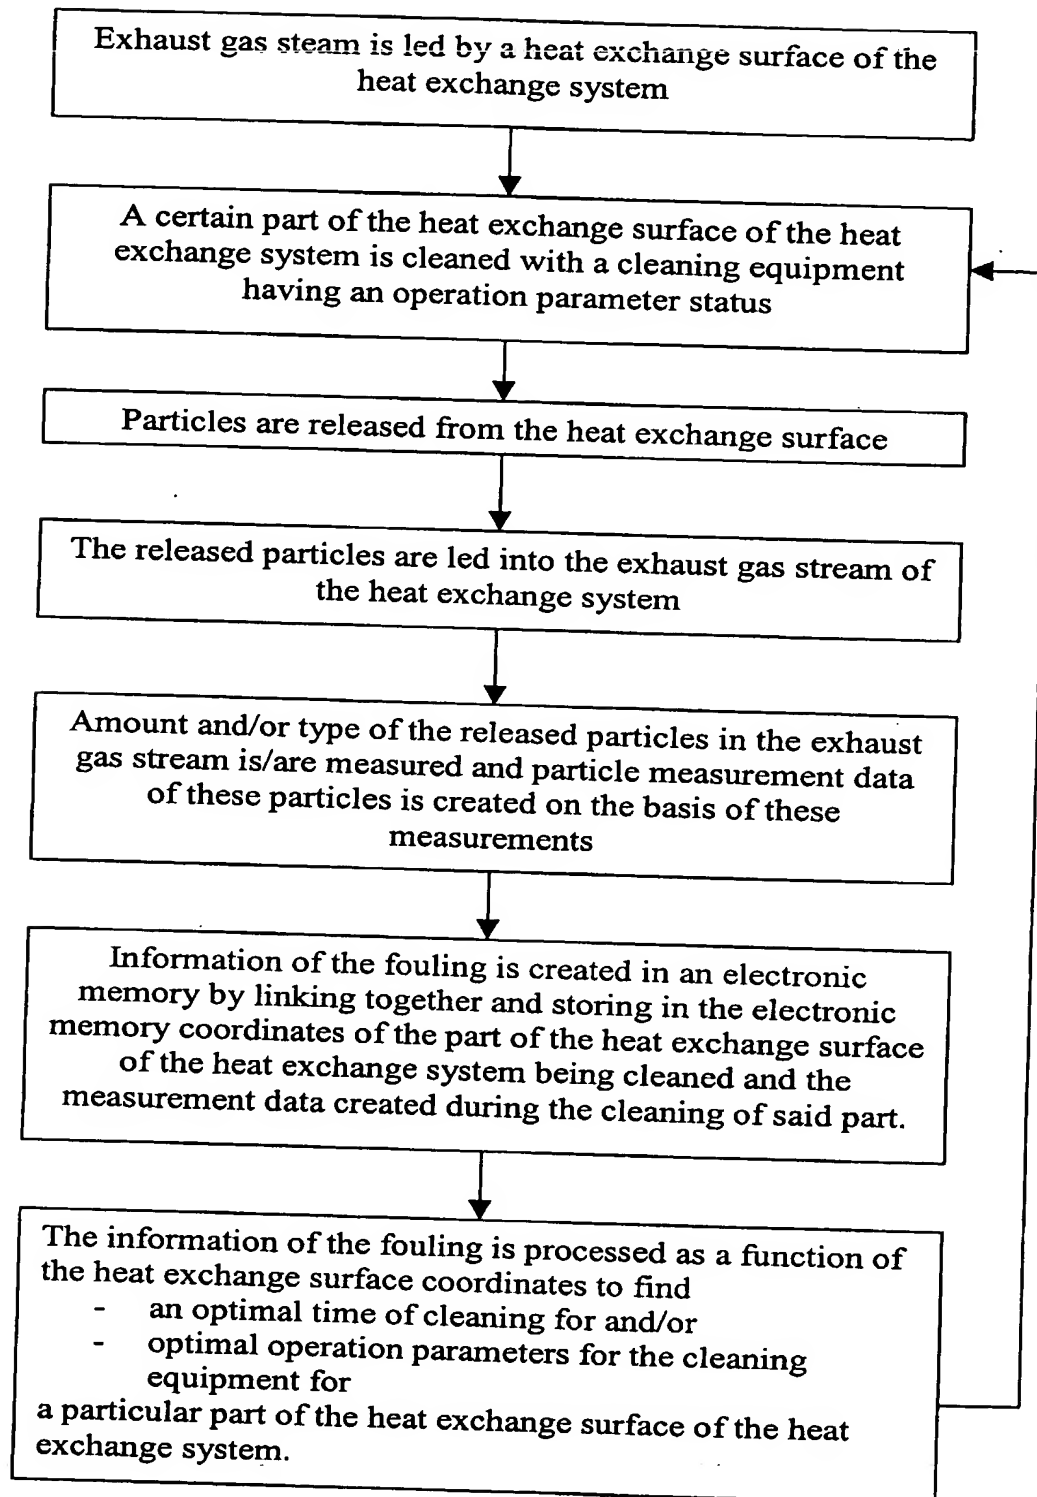 Exhaust gas steam is led by a heat exchange surface of the
heat exchange system
A certain part of the heat exchange surface of the heat
exchange system is cleaned with a cleaning equipment
having an operation parameter status
Particles are released from the heat exchange surface
The released particles are led into the exhaust gas stream of
the heat exchange system
Amount and/or type of the released particles in the exhaust
gas stream is/are measured and particle measurement data
of these particles is created on the basis of these
measurements
Information of the fouling is created in an electronic
memory by linking together and storing in the electronic
memory coordinates of the part of the heat exchange surface
of the heat exchange system being cleaned and the
measurement data created during the cleaning of said part.
The information of the fouling is processed as a function of
the heat exchange surface coordinates to find
- an optimal time of cleaning for and/or
- optimal operation parameters for the cleaning
equipment for
a particular part of the heat exchange surface of the heat
exchange system.